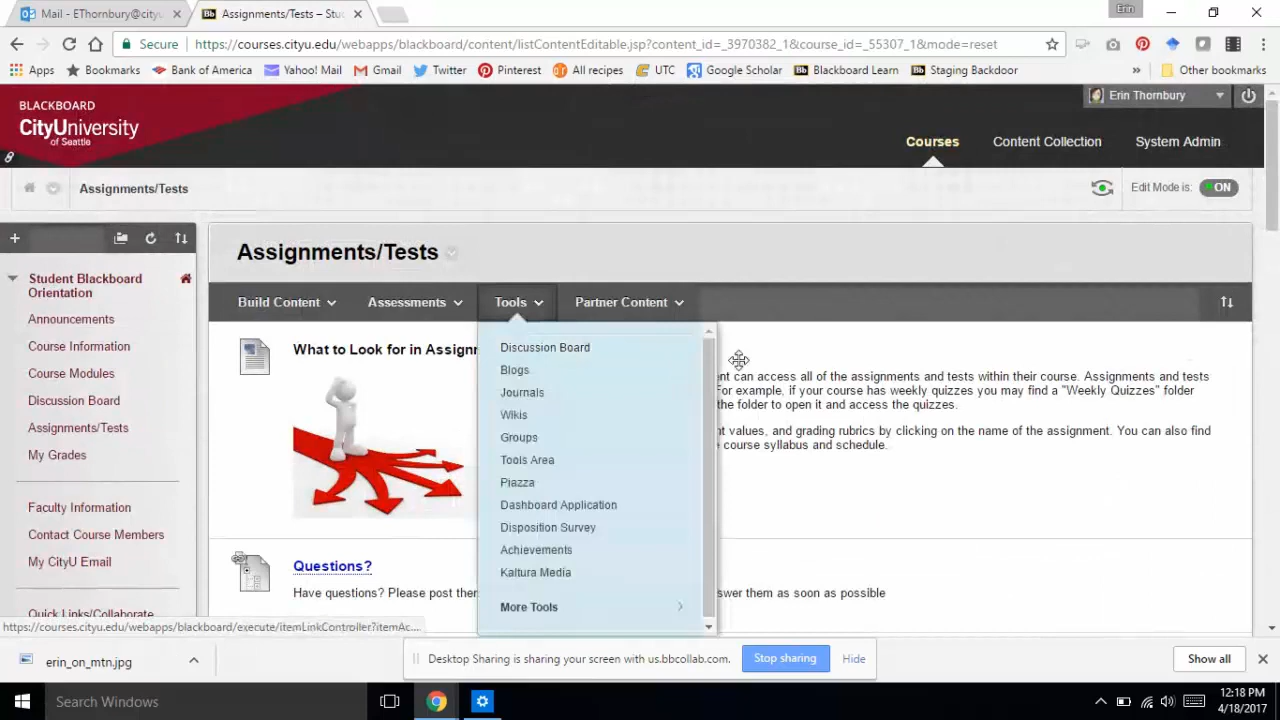 Mail - EThornbury@cityu
Assignments/Tests – Stud
Erin
Secure
https://courses.cityu.edu/webapps/blackboard/content/listContentEditable.jsp?content_id=_3970382_1&course_id=_55307_1&mode=reset
Apps
Bookmarks
Bank of America
Yahoo! Mail
Gmail
Twitter
Pinterest
All recipes
UTC
Google Scholar
Blackboard Learn
Staging Backdoor
»
Other bookmarks
BLACKBOARD
CityUniversity
of Seattle
Erin Thornbury
Courses
Content Collection
System Admin
Assignments/Tests
Edit Mode is:
ON
Student Blackboard
Orientation
Announcements
Course Information
Course Modules
Discussion Board
Assignments/Tests
My Grades
Faculty Information
Contact Course Members
My CityU Email
Quick Links/Collaborate
Assignments/Tests
Build Content
Assessments
Tools
Partner Content
What to Look for in Assignm
Discussion Board
Blogs
Journals
Wikis
Groups
Tools Area
Piazza
Dashboard Application
Disposition Survey
Achievements
Kaltura Media
More Tools
nt can access all of the assignments and tests within their course. Assignments and tests
For example, if your course has weekly quizzes you may find a "Weekly Quizzes" folder
the folder to open it and access the quizzes.
nt values, and grading rubrics by clicking on the name of the assignment. You can also find
e course syllabus and schedule.
Questions?
Have questions? Please post them
swer them as soon as possible
https://courses.cityu.edu/webapps/blackboard/execute/itemLinkController?itemAc...
erin_on_mtn.jpg
Desktop Sharing is sharing your screen with us.bbcollab.com.
Stop sharing
Hide
Show all
Search Windows
12:18 PM
4/18/2017